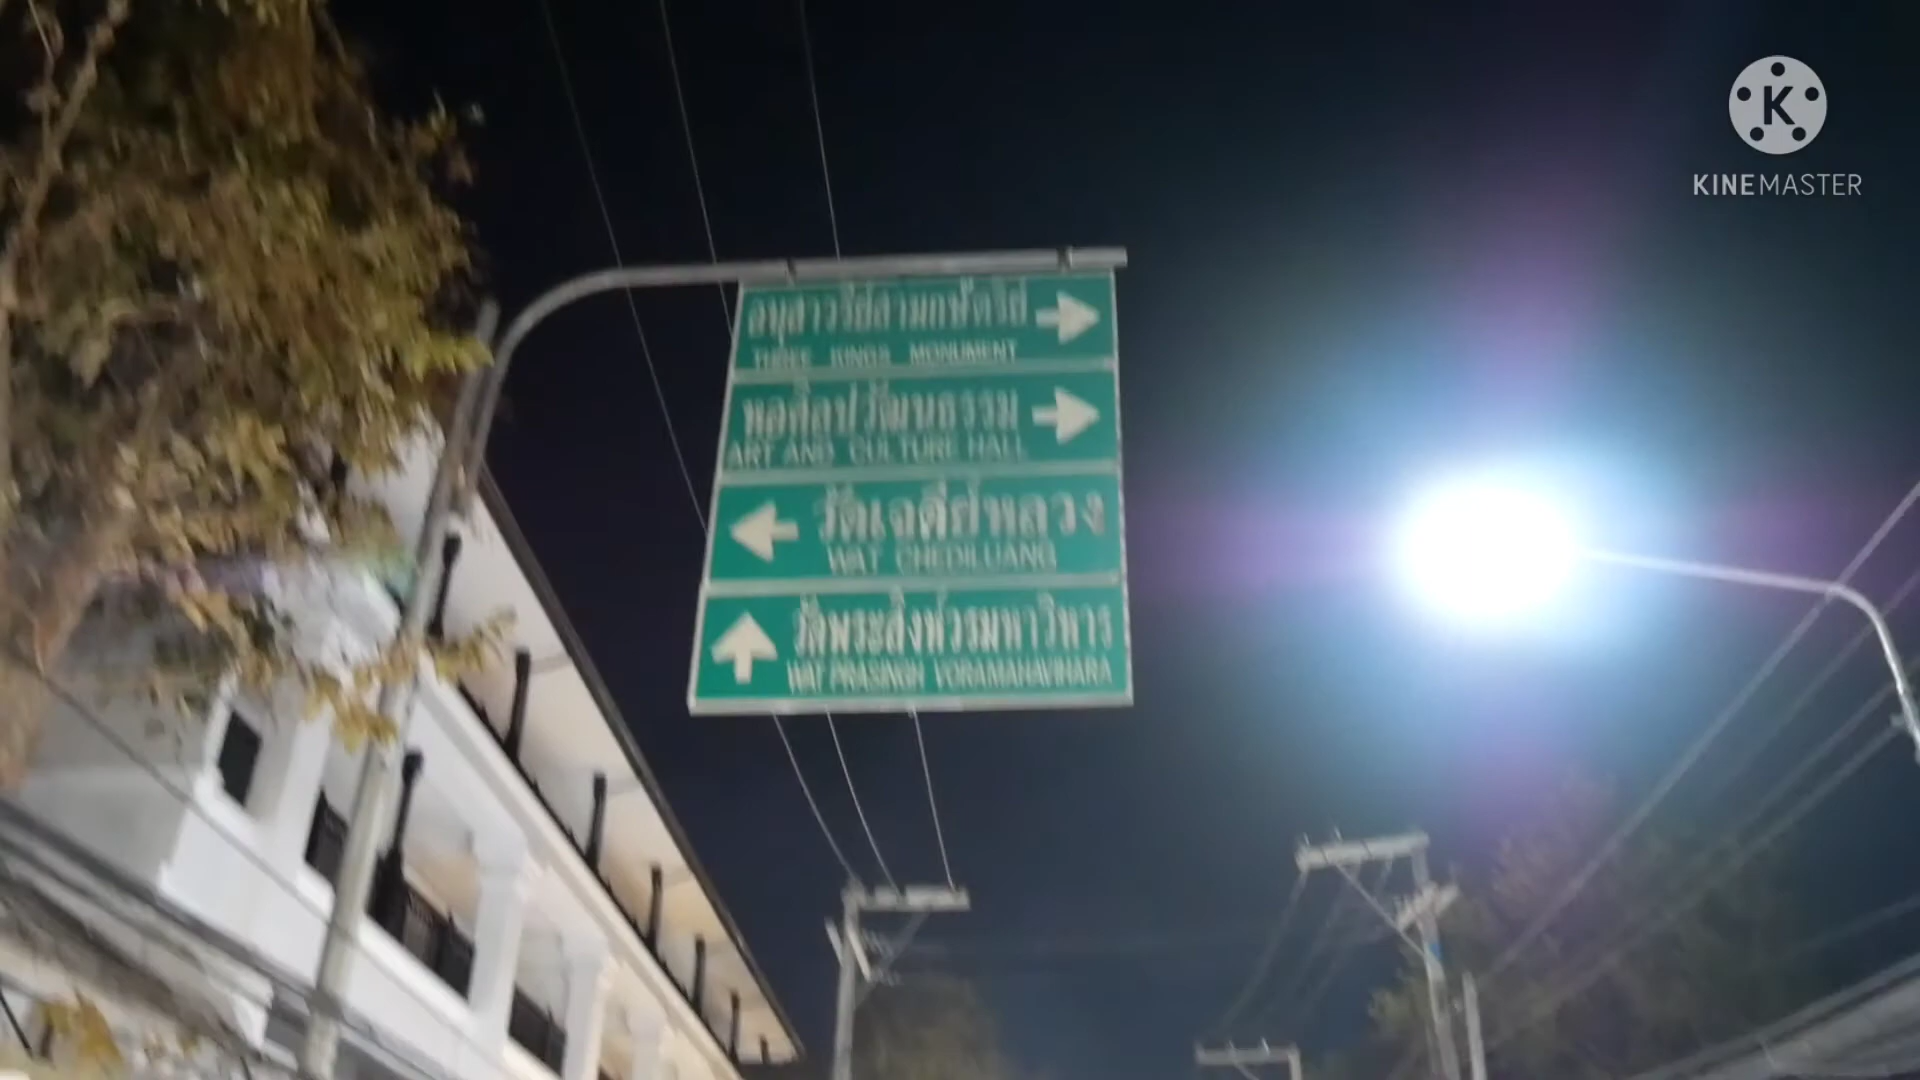 อนุสาวรีย์สามกษัตริย์
THREE KINGS MONUMENT
หอศิลปวัฒนธรรม
ART AND CULTURE HALL
วัดเจดีย์หลวง
WAT CHEDILUANG
วัดพระสิงห์วรมหาวิหาร
WAT PRASINGH VORAMAHAVIHARA
K
KINEMASTER